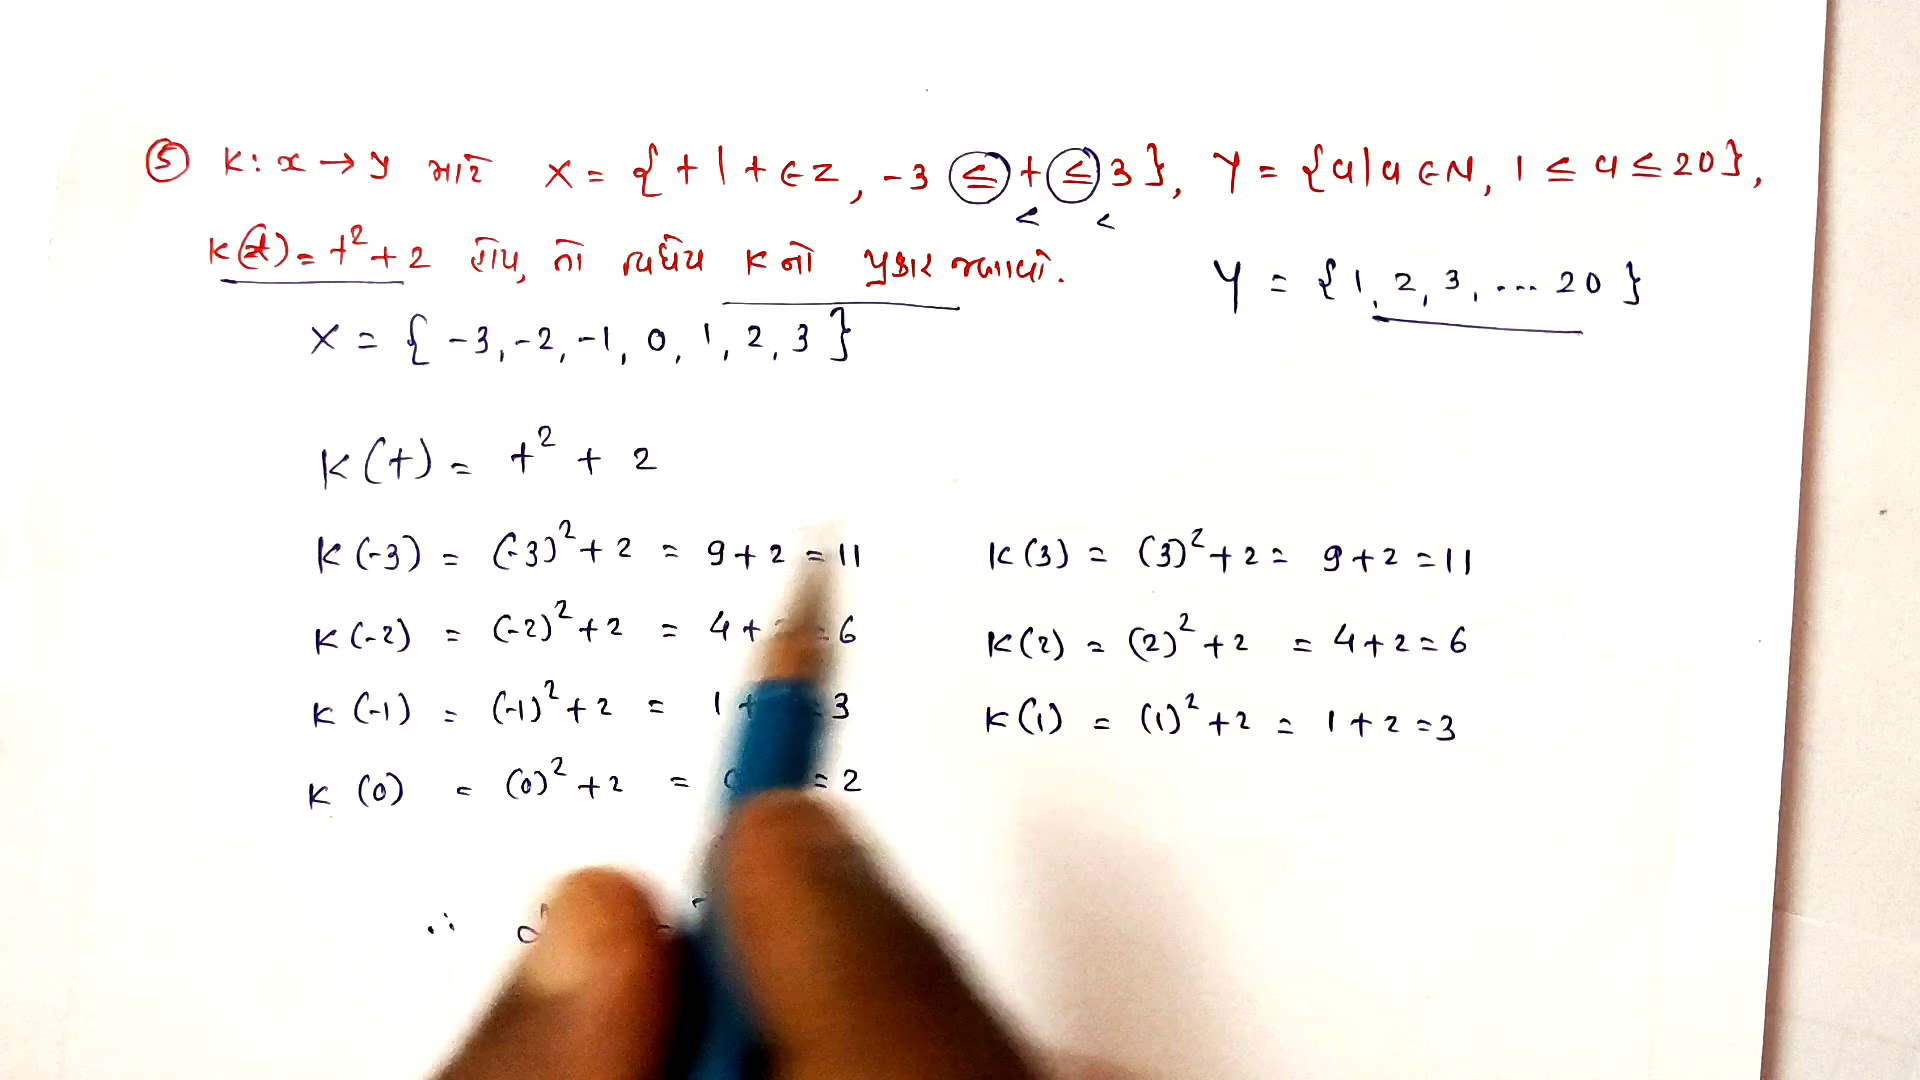 ⑤ K: x → y માટે X = {t | t ∈ Z, -3 ≤ t ≤ 3}, Y = {u | u ∈ N, 1 ≤ u ≤ 20},
< <
K(t) = t² + 2 હોય, તો વિધેય K નો પ્રકાર જણાવો.
Y = {1, 2, 3, ... 20}
X = {-3, -2, -1, 0, 1, 2, 3}
K(t) = t² + 2
K(-3) = (-3)² + 2 = 9 + 2 = 11 K(3) = (3)² + 2 = 9 + 2 = 11
K(-2) = (-2)² + 2 = 4 + = 6 K(2) = (2)² + 2 = 4 + 2 = 6
K(-1) = (-1)² + 2 = 1 + 3 K(1) = (1)² + 2 = 1 + 2 = 3
K(0) = (0)² + 2 = = 2
∴